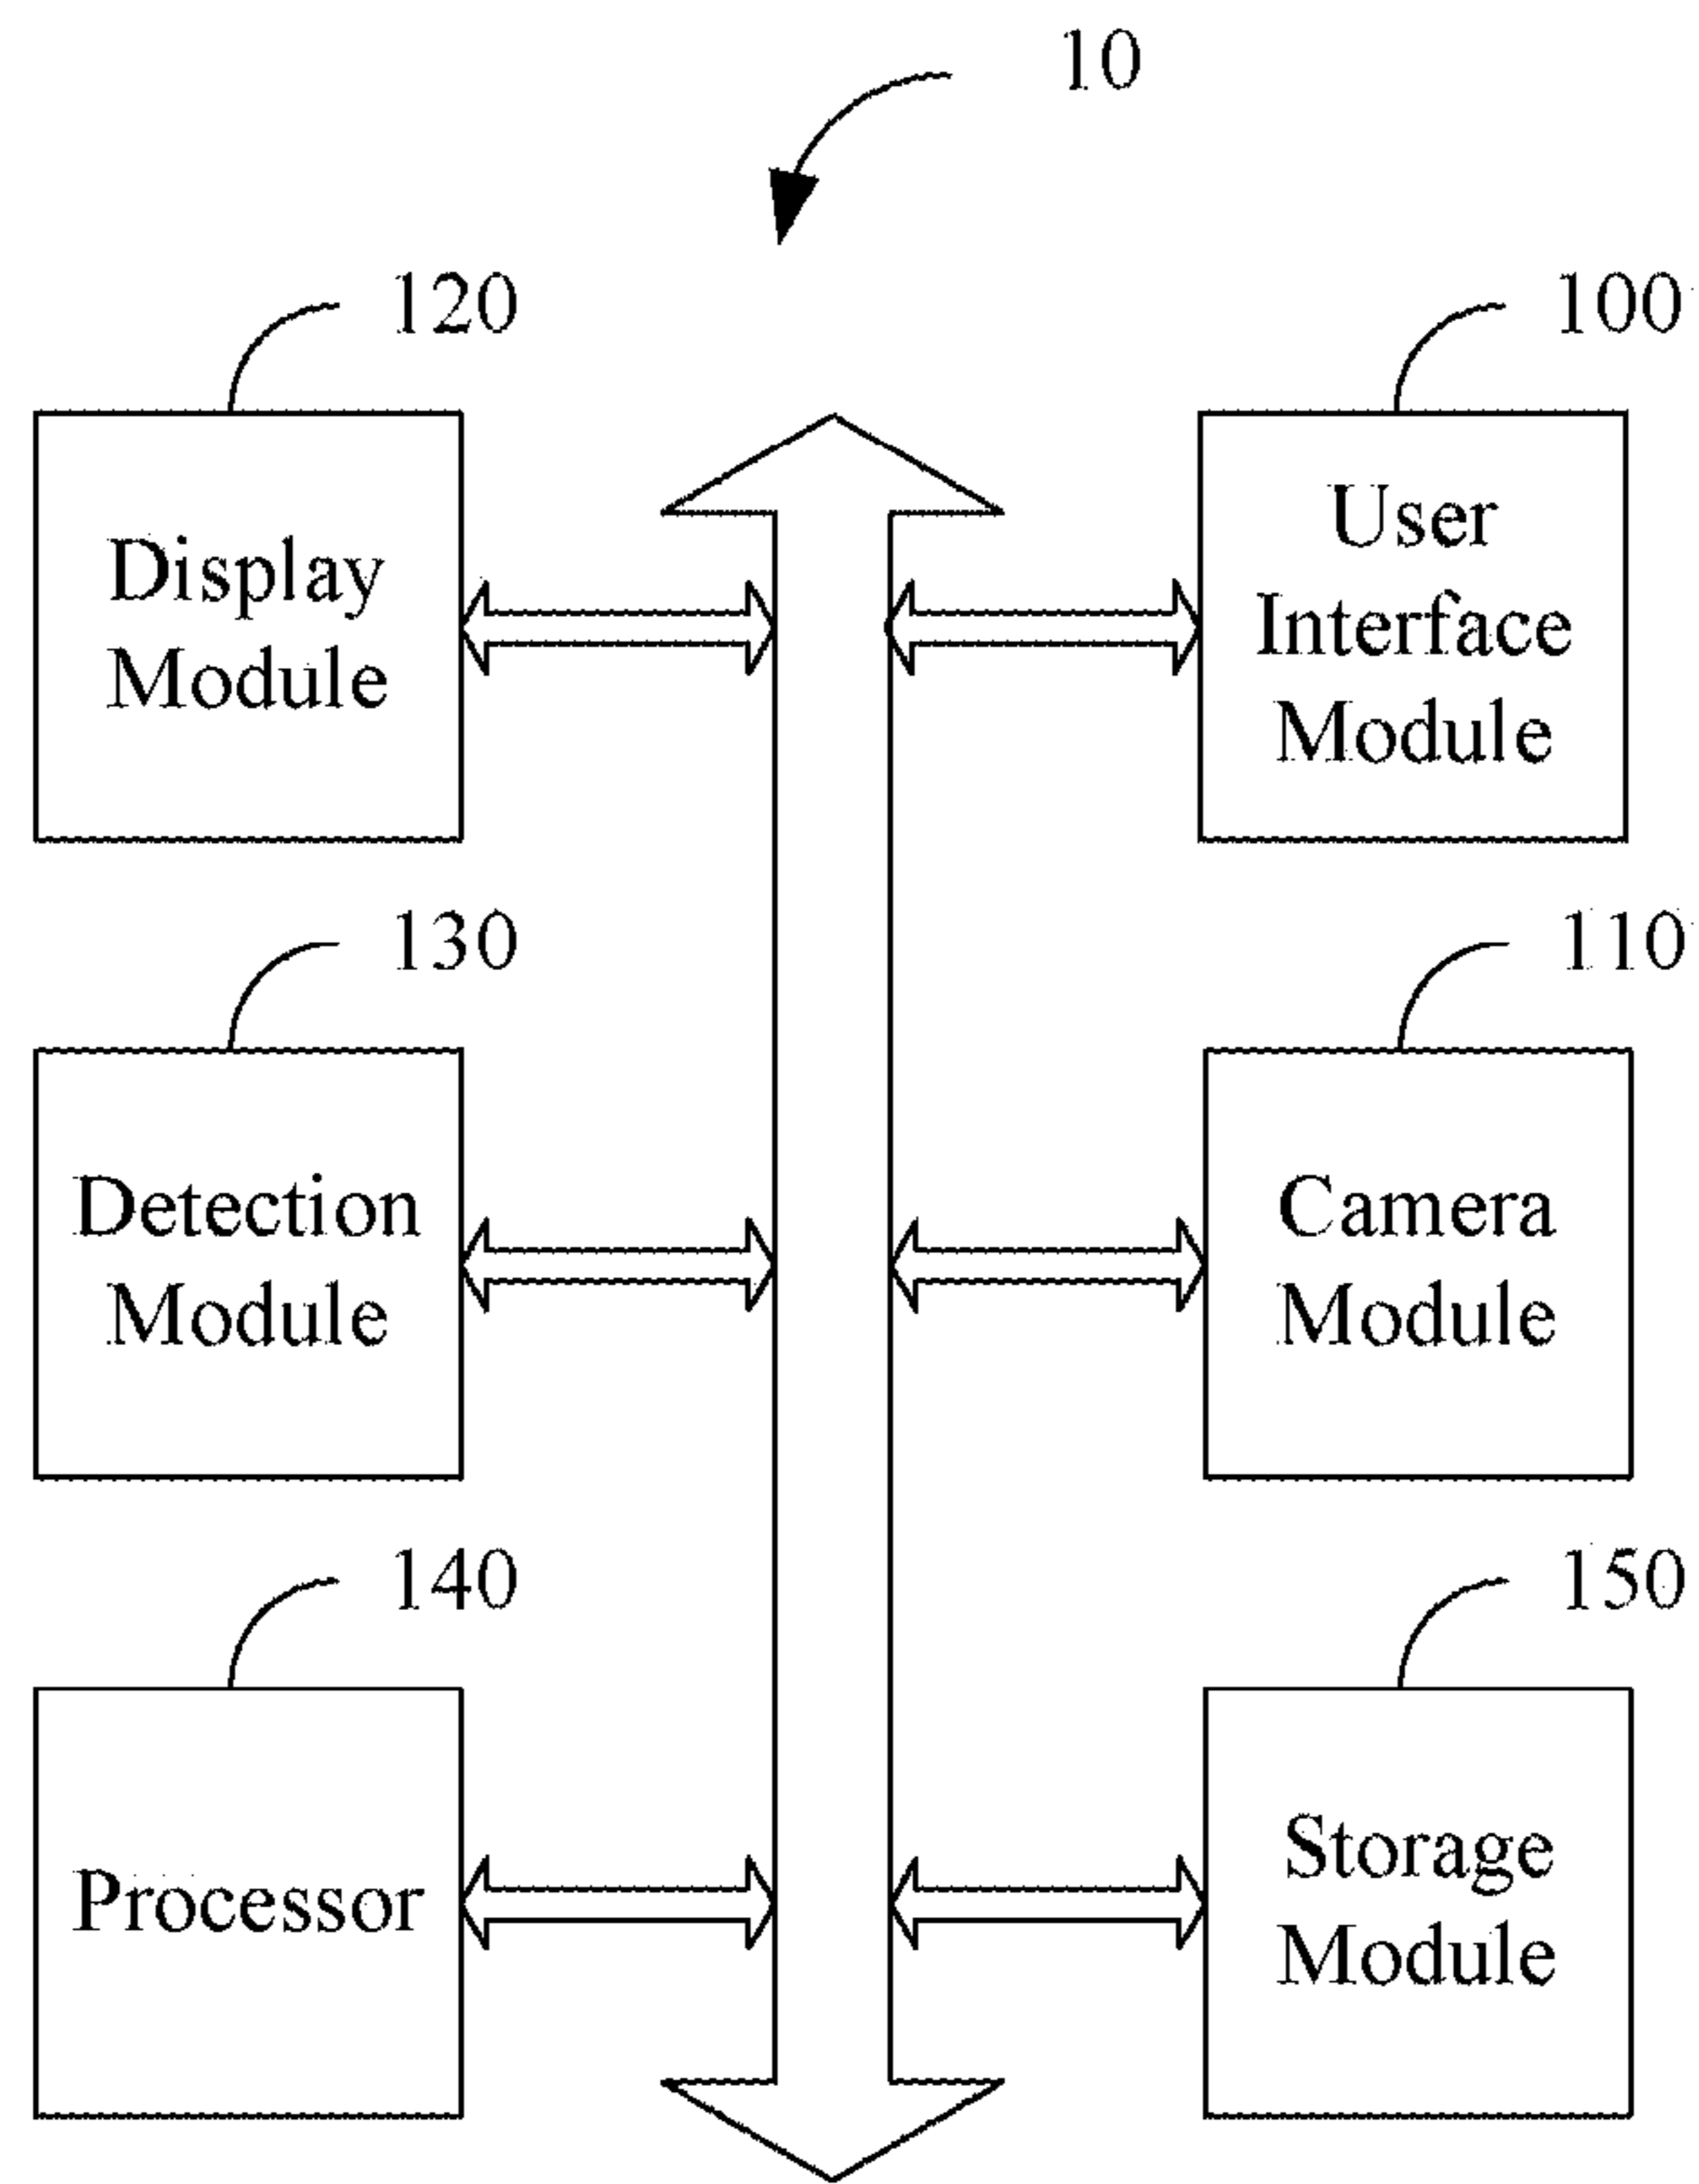 10
120
100
Display
Module
User
Interface
Module
130
110
Detection
Module
Camera
Module
140
150
Processor
Storage
Module